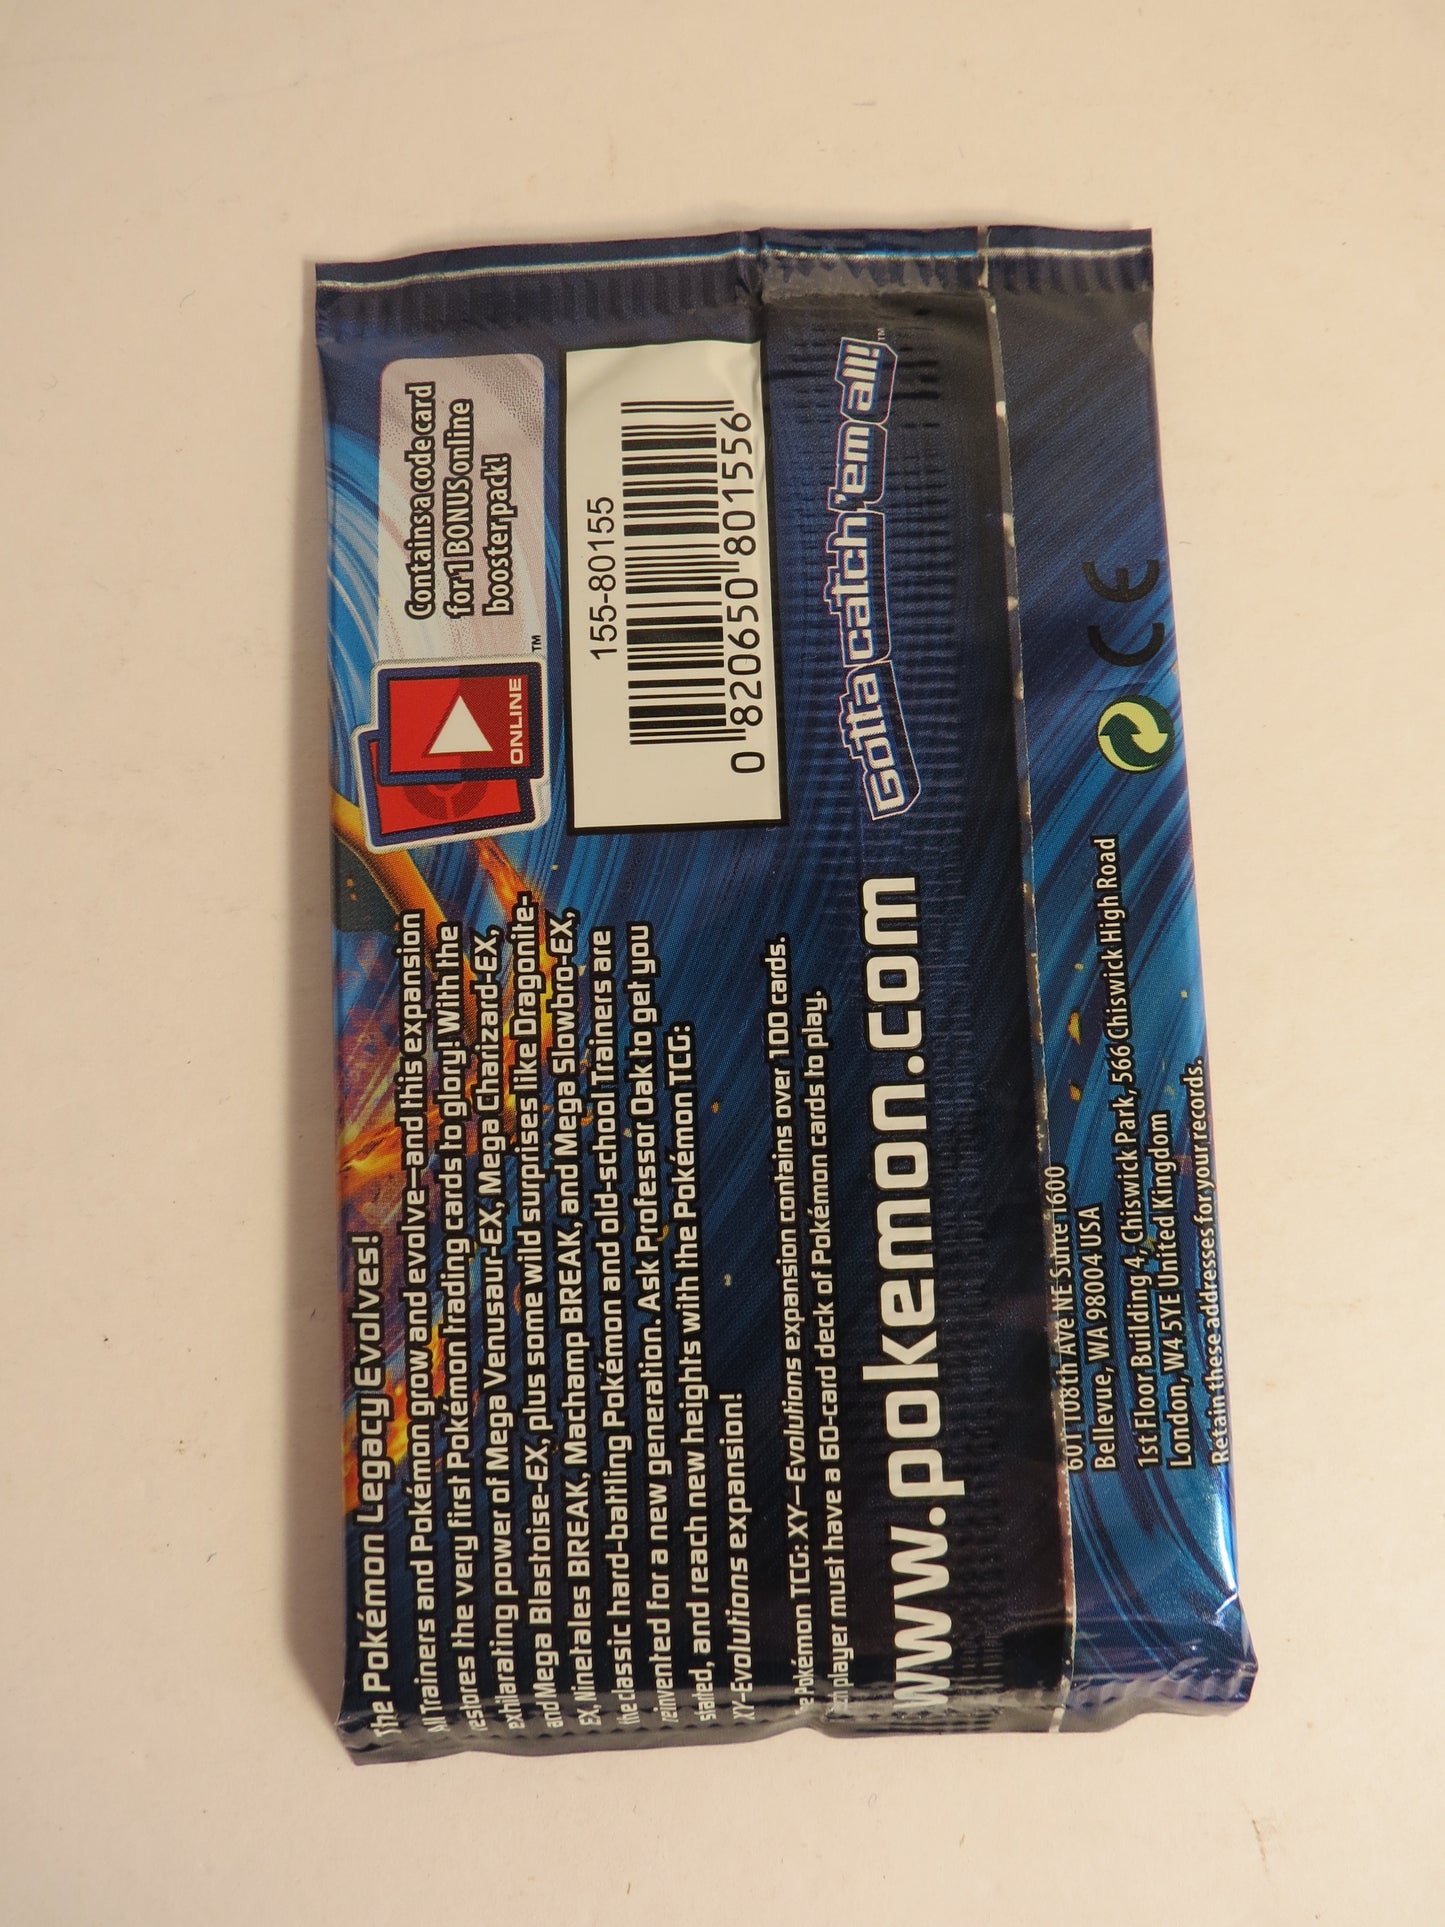 The Pokémon Legacy Evolves!
All Trainers and Pokémon grow and evolve—and this expansion
restores the very first Pokémon trading cards to glory! With the
exhilarating power of Mega Venusaur-EX, Mega Charizard-EX,
and Mega Blastoise-EX, plus some wild surprises like Dragonite-
EX, Ninetales BREAK, Machamp BREAK, and Mega Slowbro-EX,
the classic hard-battling Pokémon and old-school Trainers are
reinvented for a new generation. Ask Professor Oak to get you
started, and reach new heights with the Pokémon TCG:
XY-Evolutions expansion!
Pokémon TCG: XY—Evolutions expansion contains over 100 cards.
player must have a 60-card deck of Pokémon cards to play.
www.pokemon.com
ONLINE
TM
Contains a code card
for 1 BONUS online
booster pack!
155-80155
0 820650 801556
Gotta catch 'em all!
TM
601 108th Ave NE Suite 1600
Bellevue, WA 98004 USA
1st Floor Building 4, Chiswick Park, 566 Chiswick High Road
London, W4 5YE United Kingdom
Retain these addresses for your records.
CE